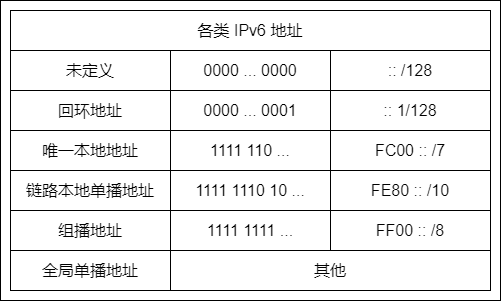 各类 IPv6 地址
未定义 0000 ... 0000 :: /128
回环地址 0000 ... 0001 :: 1/128
唯一本地地址 1111 110 ... FC00 :: /7
链路本地单播地址 1111 1110 10 ... FE80 :: /10
组播地址 1111 1111 ... FF00 :: /8
全局单播地址 其他